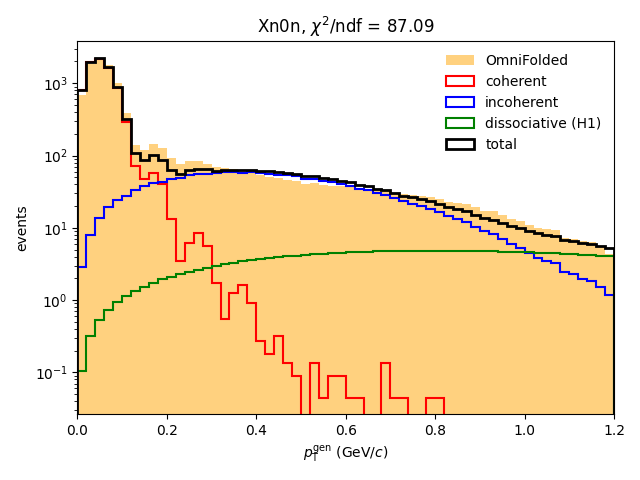 Xn0n, χ²/ndf = 87.09
OmniFolded
coherent
incoherent
dissociative (H1)
total
events
10³
10²
10¹
10⁰
10⁻¹
0.0 0.2 0.4 0.6 0.8 1.0 1.2
p_T^gen (GeV/c)